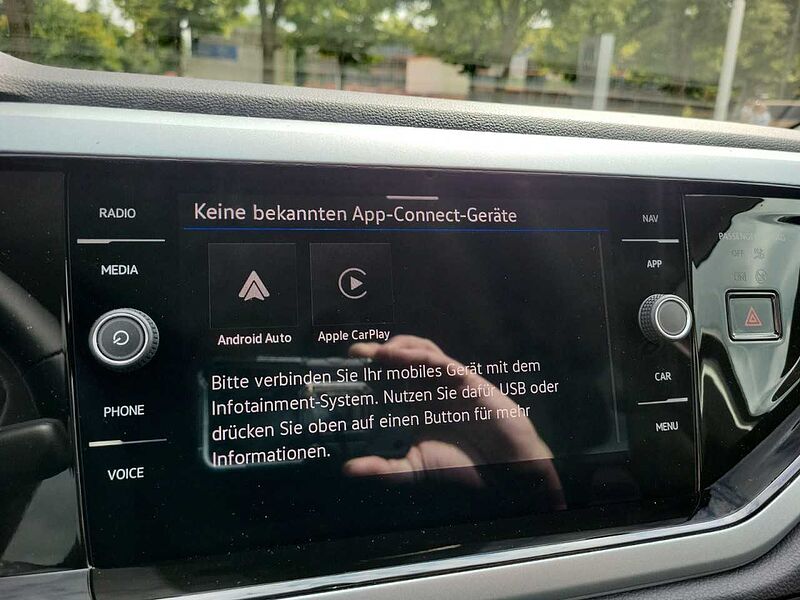 RADIO
MEDIA
PHONE
VOICE
Keine bekannten App-Connect-Geräte
Android Auto
Apple CarPlay
Bitte verbinden Sie Ihr mobiles Gerät mit dem
Infotainment-System. Nutzen Sie dafür USB oder
drücken Sie oben auf einen Button für mehr
Informationen.
NAV
APP
CAR
MENU
OFF